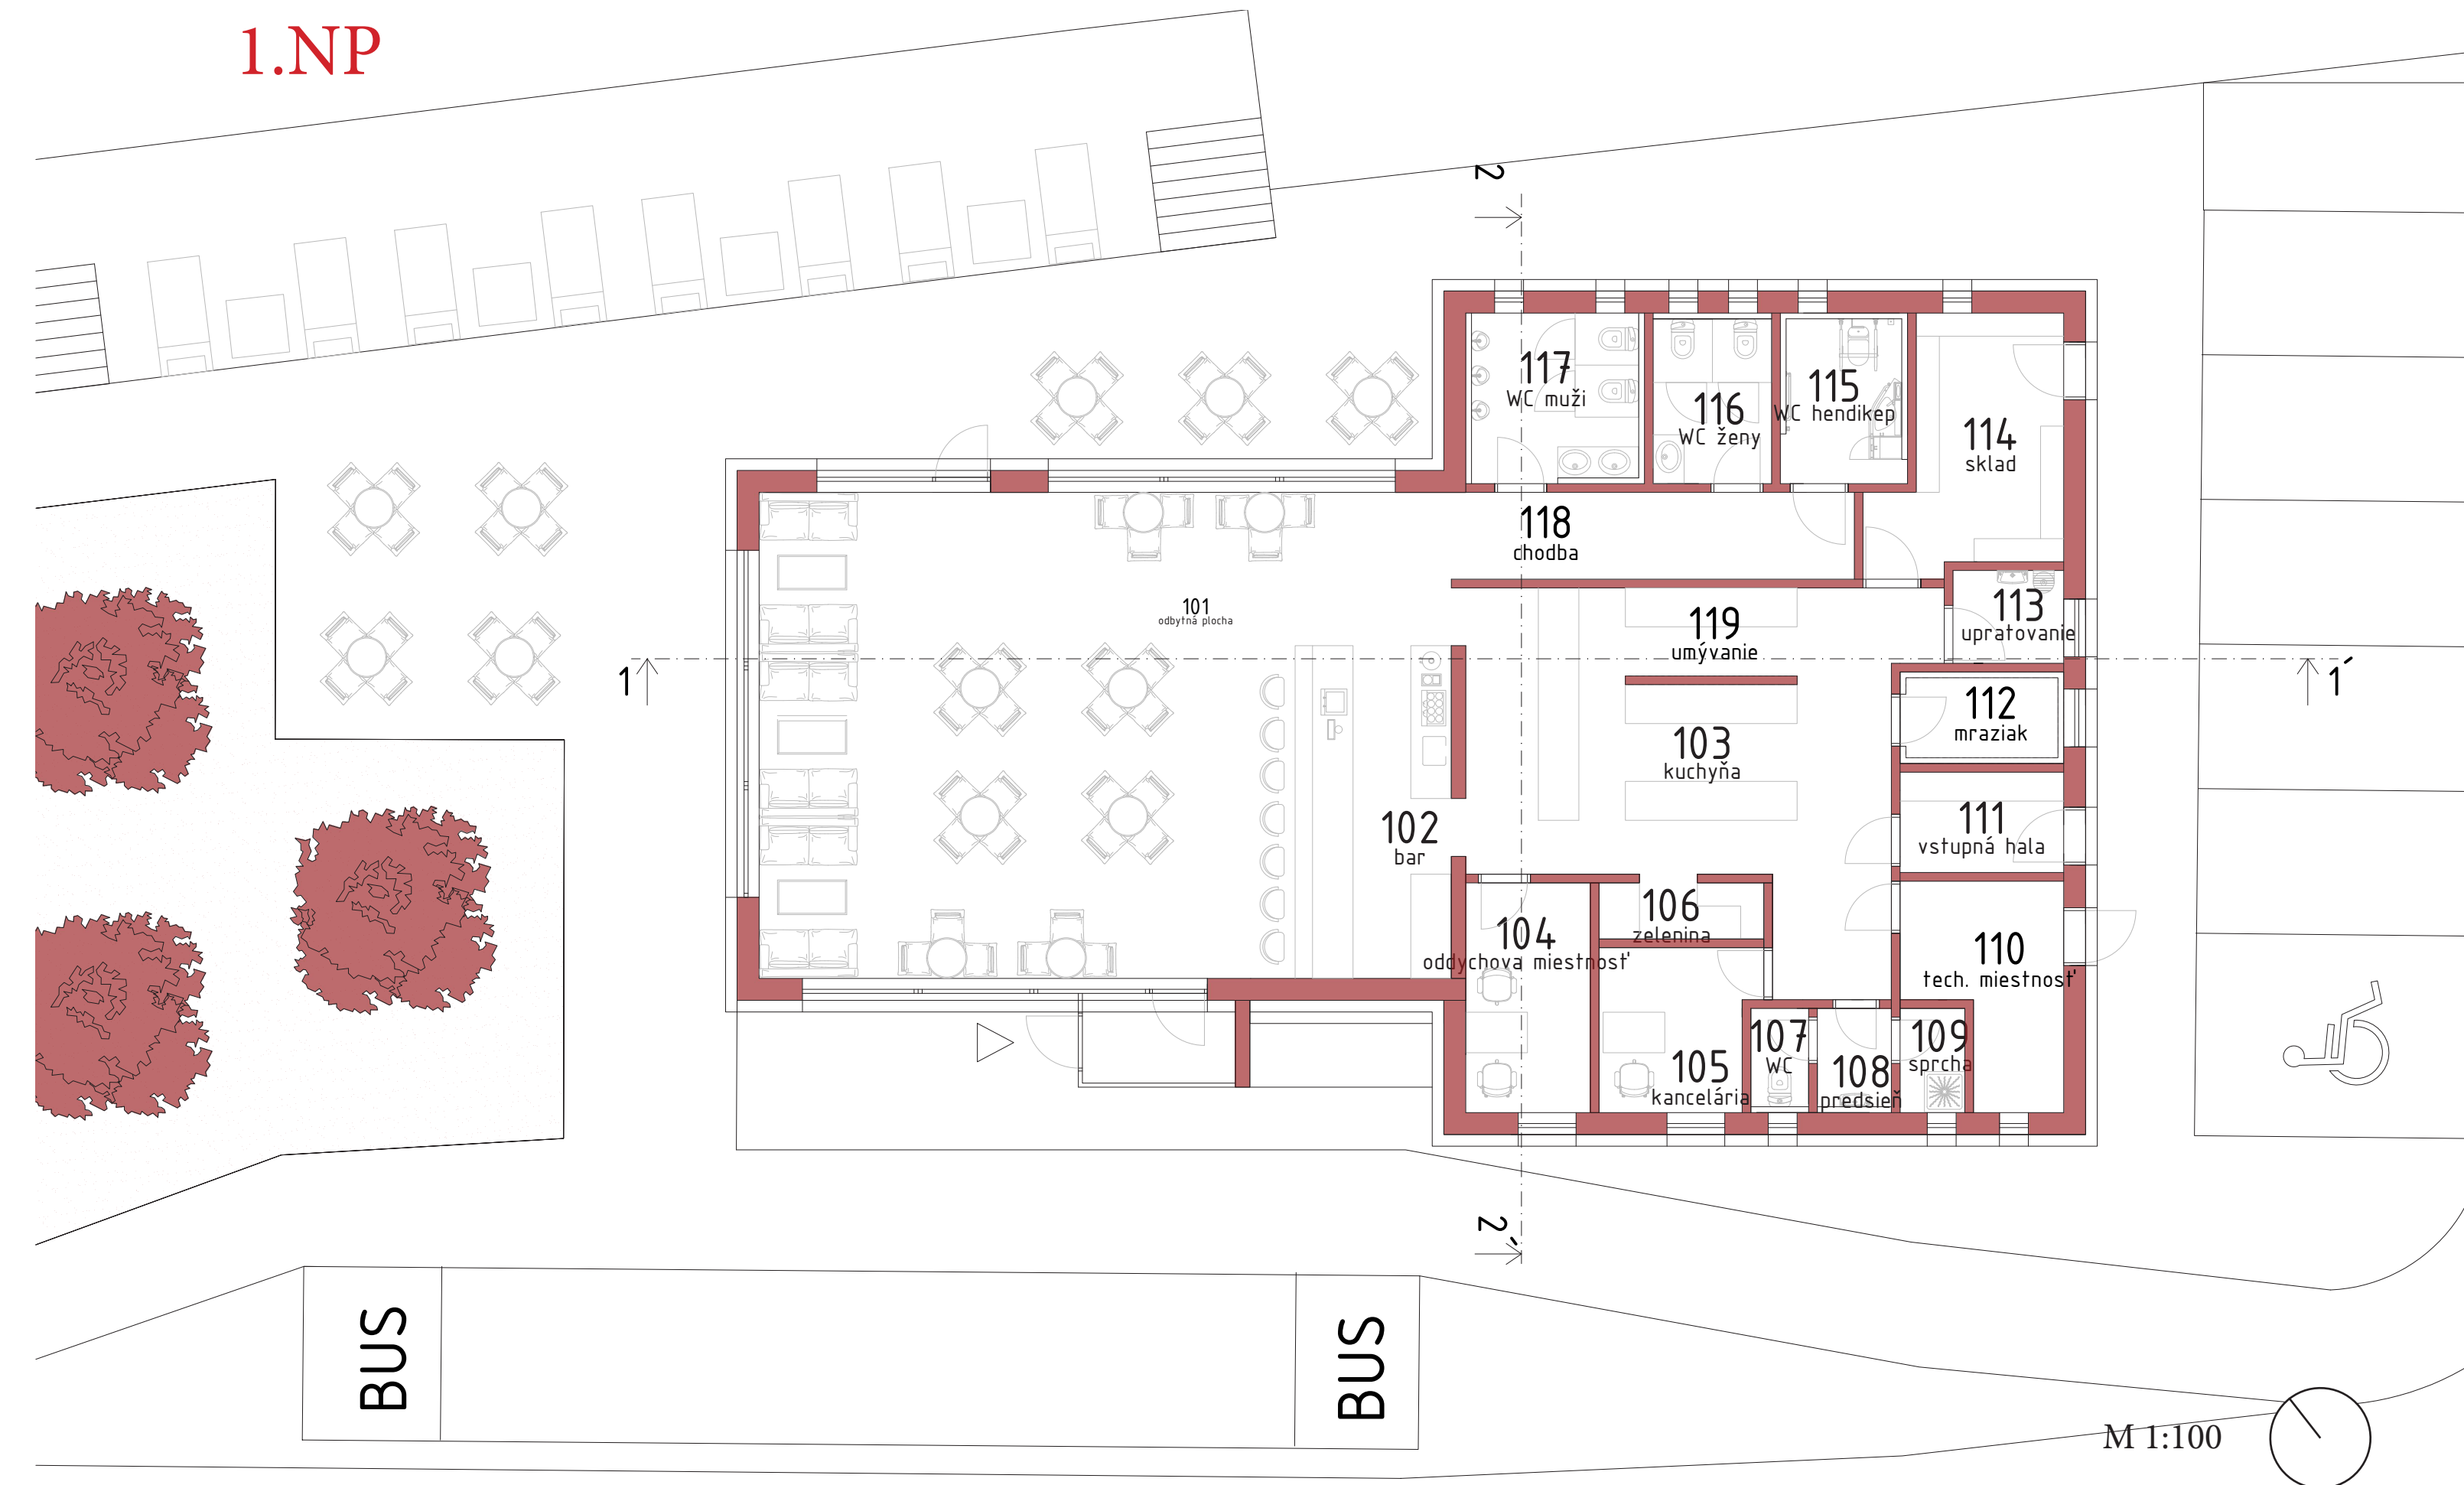 1.NP
2
117
WC muži
116
WC ženy
115
WC hendikep
114
sklad
118
chodba
101
odbytná plocha
119
umývanie
113
upratovanie
1
1´
112
mraziak
103
kuchyňa
102
bar
111
vstupná hala
106
zelenina
104
oddychova miestnosť
110
tech. miestnosť
107
WC
109
sprcha
105
kancelária
108
predsieň
2´
BUS
BUS
M 1:100